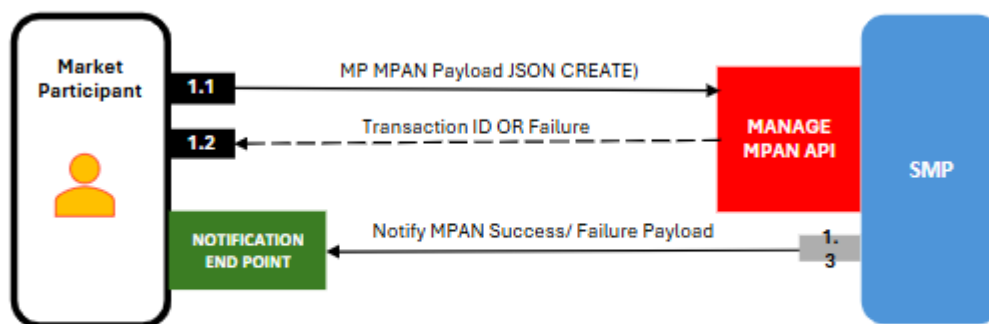 Market
Participant
1.1
MP MPAN Payload JSON CREATE)
1.2
Transaction ID OR Failure
MANAGE
MPAN API
SMP
NOTIFICATION
END POINT
Notify MPAN Success/ Failure Payload
1.
3